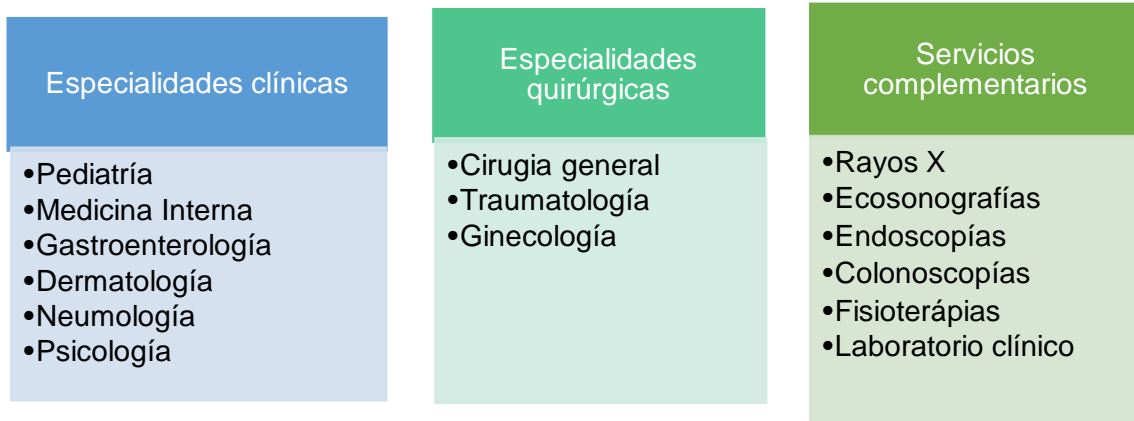 Especialidades clínicas
•Pediatría
•Medicina Interna
•Gastroenterología
•Dermatología
•Neumología
•Psicología
Especialidades
quirúrgicas
•Cirugia general
•Traumatología
•Ginecología
Servicios
complementarios
•Rayos X
•Ecosonografías
•Endoscopías
•Colonoscopías
•Fisioterápias
•Laboratorio clínico